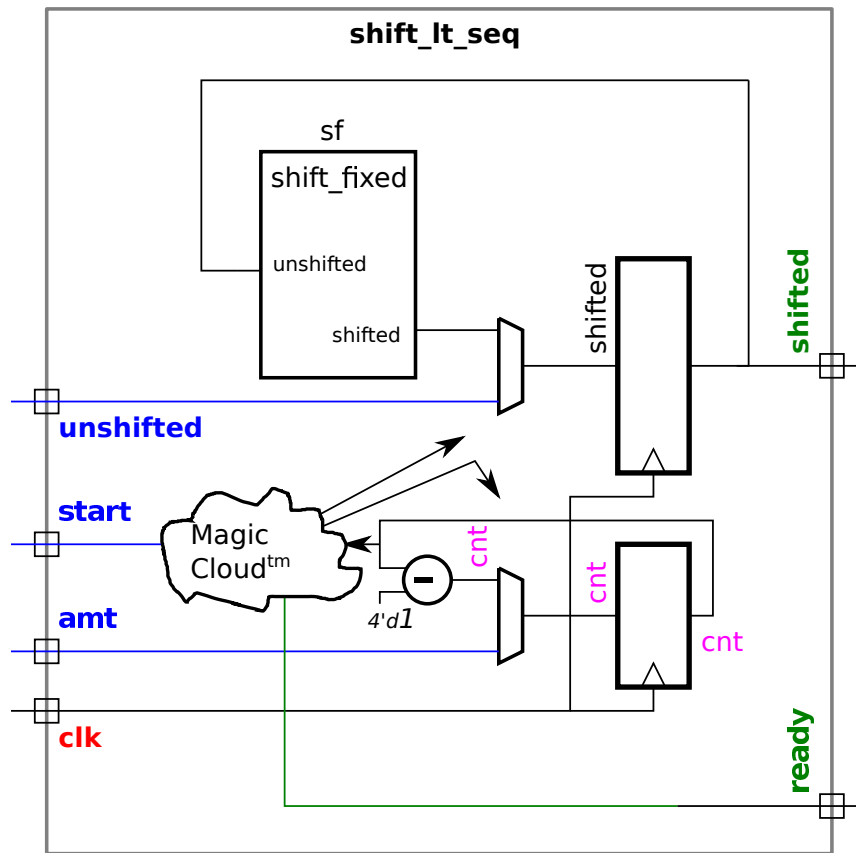 shift_lt_seq
sf
shift_fixed
unshifted
shifted
shifted
shifted
unshifted
start
Magic
Cloudtm
cnt
cnt
4'd1
amt
cnt
clk
ready